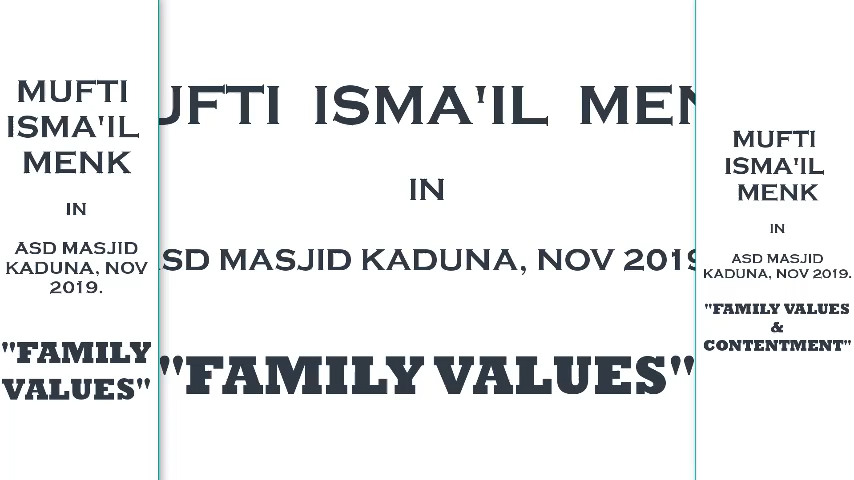 MUFTI
ISMA'IL
MENK
IN
ASD MASJID
KADUNA, NOV
2019.
"FAMILY
VALUES"
UFTI ISMA'IL MEN
IN
SD MASJID KADUNA, NOV 2019
"FAMILY VALUES"
MUFTI
ISMA'IL
MENK
IN
ASD MASJID
KADUNA, NOV 2019.
"FAMILY VALUES
&
CONTENTMENT"